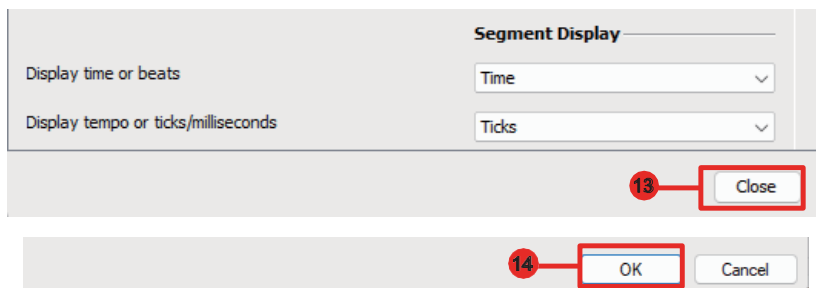 Segment Display
Display time or beats Time
Display tempo or ticks/milliseconds Ticks
13 Close
14 OK Cancel